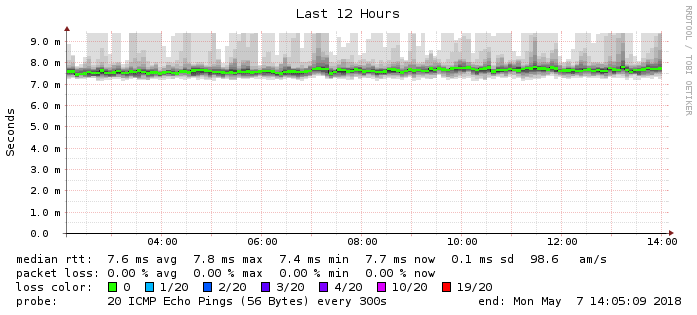 Last 12 Hours
RRDTOOL / TOBI OETIKER
Seconds
9.0 m
8.0 m
7.0 m
6.0 m
5.0 m
4.0 m
3.0 m
2.0 m
1.0 m
0.0
04:00 06:00 08:00 10:00 12:00 14:00
median rtt: 7.6 ms avg 7.8 ms max 7.4 ms min 7.7 ms now 0.1 ms sd 98.6 am/s
packet loss: 0.00 % avg 0.00 % max 0.00 % min 0.00 % now
loss color: 0 1/20 2/20 3/20 4/20 10/20 19/20
probe: 20 ICMP Echo Pings (56 Bytes) every 300s end: Mon May 7 14:05:09 2018